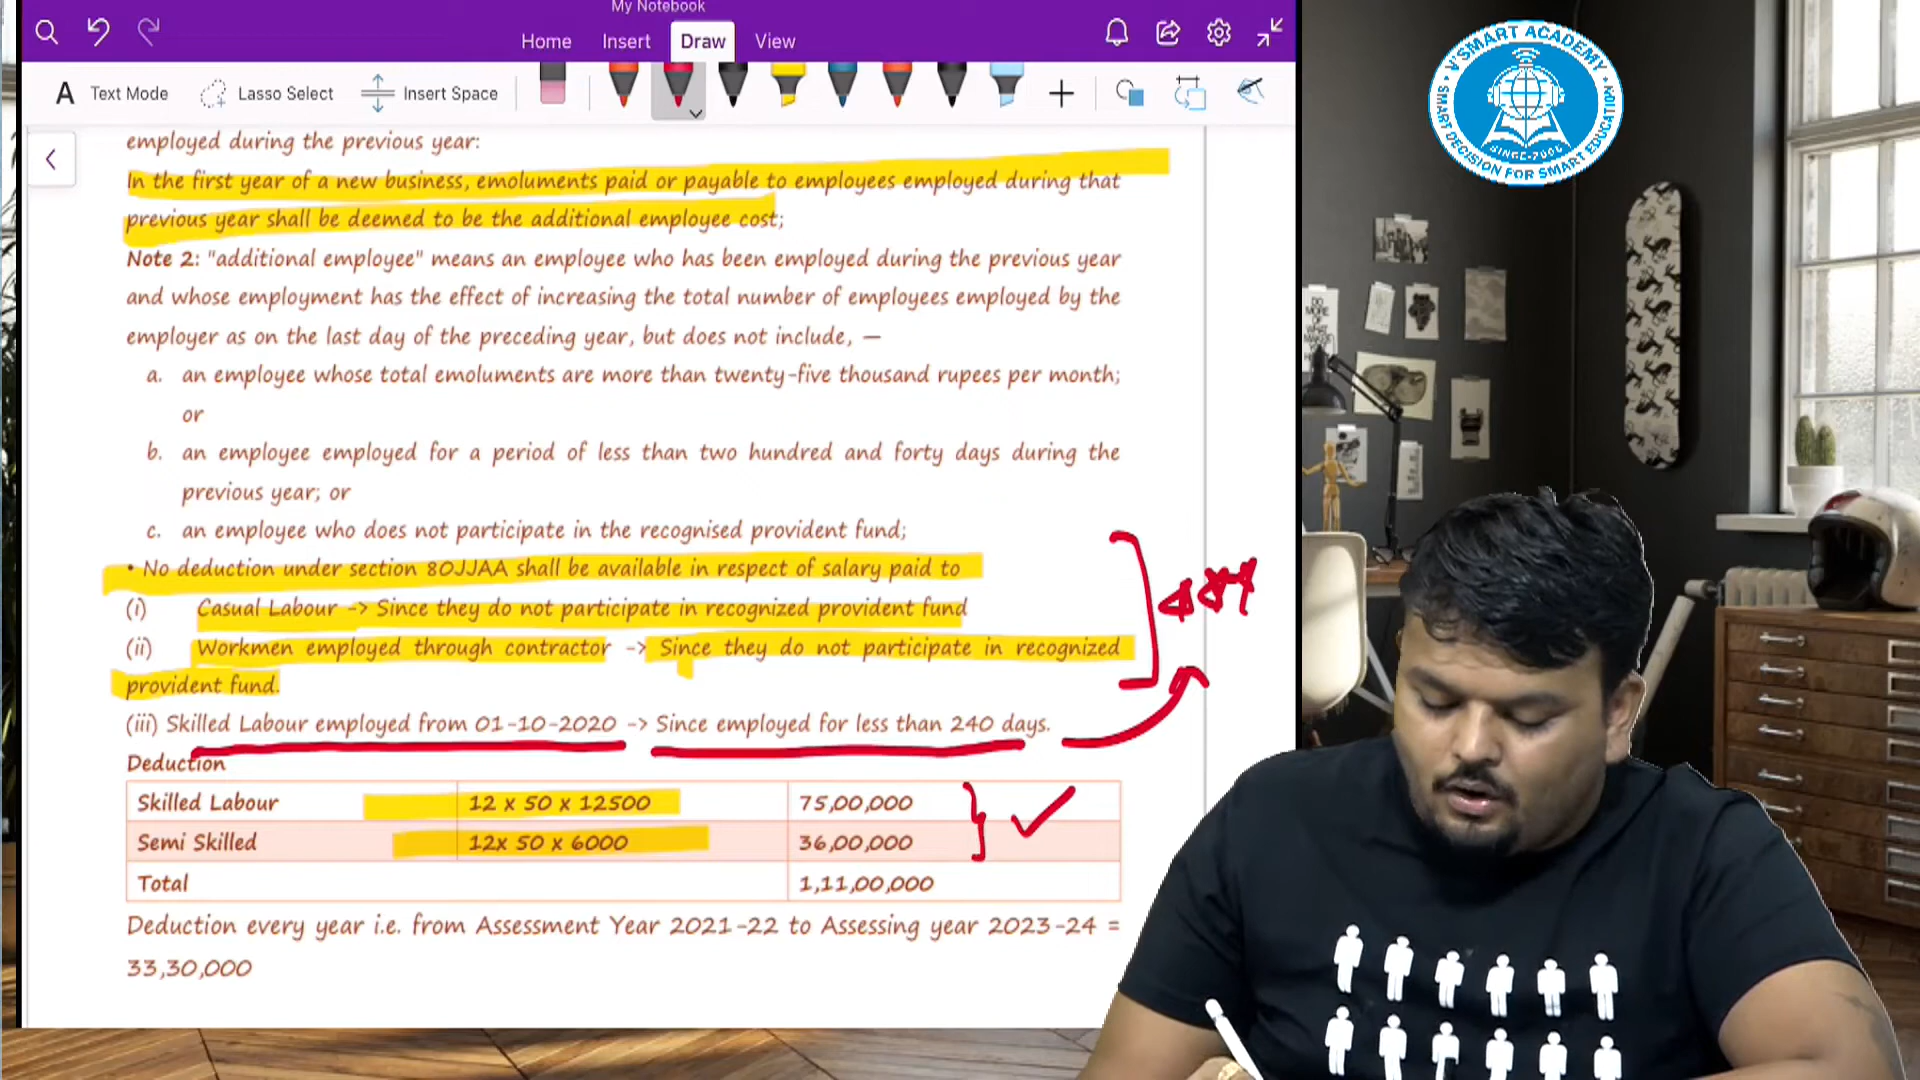 My Notebook
Home Insert Draw View
A Text Mode Lasso Select Insert Space
employed during the previous year:
In the first year of a new business, emoluments paid or payable to employees employed during that
previous year shall be deemed to be the additional employee cost;
Note 2: "additional employee" means an employee who has been employed during the previous year
and whose employment has the effect of increasing the total number of employees employed by the
employer as on the last day of the preceding year, but does not include, —
a. an employee whose total emoluments are more than twenty-five thousand rupees per month;
or
b. an employee employed for a period of less than two hundred and forty days during the
previous year; or
c. an employee who does not participate in the recognised provident fund;
• No deduction under section 80JJAA shall be available in respect of salary paid to
(i) Casual Labour -> Since they do not participate in recognized provident fund
(ii) Workmen employed through contractor -> Since they do not participate in recognized
provident fund.
(iii) Skilled Labour employed from 01-10-2020 -> Since employed for less than 240 days.
Deduction
Skilled Labour 12 x 50 x 12500 75,00,000
Semi Skilled 12x 50 x 6000 36,00,000
Total 1,11,00,000
Deduction every year i.e. from Assessment Year 2021-22 to Assessing year 2023-24 =
33,30,000
V'SMART ACADEMY
SINCE-2000
SMART DECISION FOR SMART EDUCATION
DO
MORE
OF
WHAT
MAKES